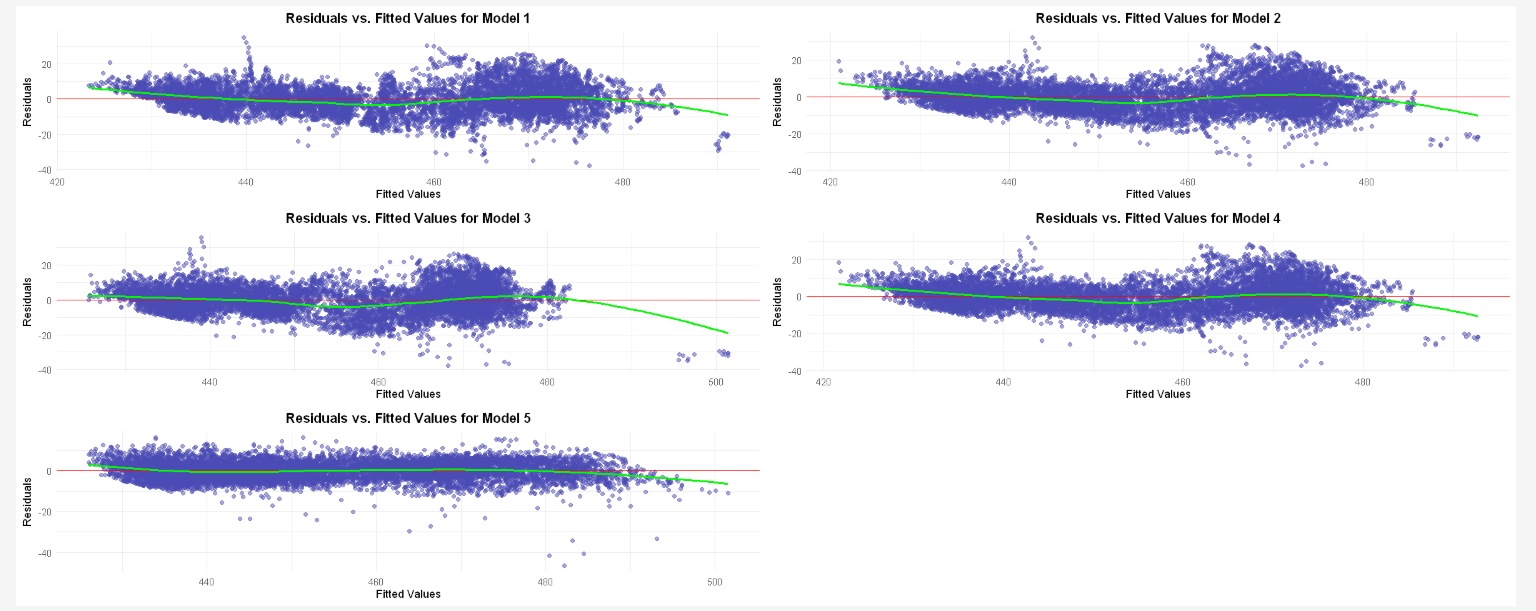 Residuals vs. Fitted Values for Model 1
Residuals
20
0
-20
-40
420 440 460 480
Fitted Values
Residuals vs. Fitted Values for Model 2
Residuals
20
0
-20
-40
420 440 460 480
Fitted Values
Residuals vs. Fitted Values for Model 3
Residuals
20
0
-20
-40
440 460 480 500
Fitted Values
Residuals vs. Fitted Values for Model 4
Residuals
20
0
-20
-40
420 440 460 480
Fitted Values
Residuals vs. Fitted Values for Model 5
Residuals
0
-20
-40
440 460 480 500
Fitted Values